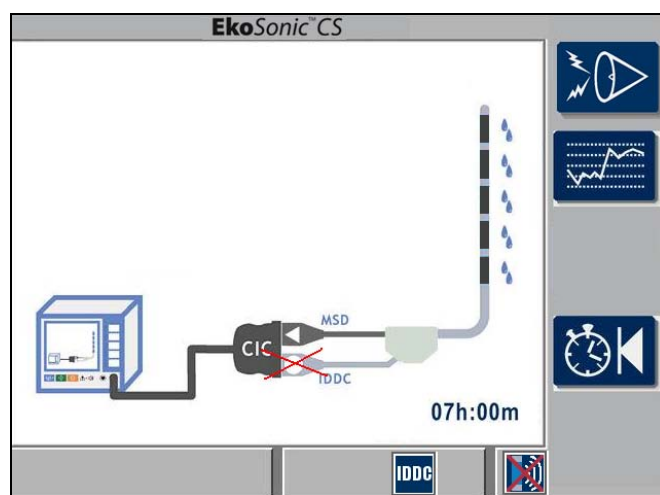 EkoSonic™CS
MSD
CIC
IDDC
07h:00m
IDDC